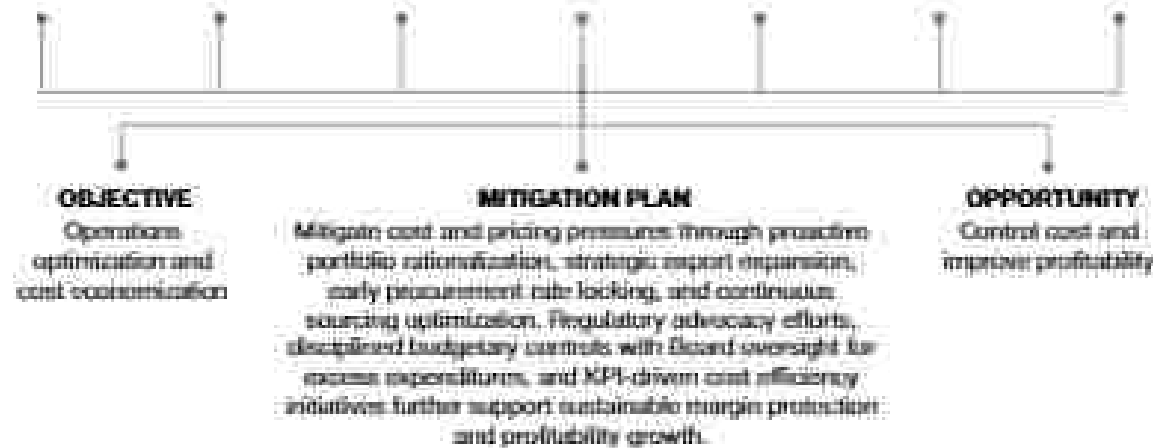 OBJECTIVE
Operations
optimization and
cost economization
MITIGATION PLAN
Mitigate cost and pricing pressures through proactive
portfolio rationalization, strategic export expansion,
early procurement rate locking, and continuous
sourcing optimization. Regulatory advocacy efforts,
disciplined budgetary controls with Board oversight for
excess expenditures, and KPI-driven cost efficiency
initiatives further support sustainable margin protection
and profitability growth.
OPPORTUNITY
Control cost and
improve profitability